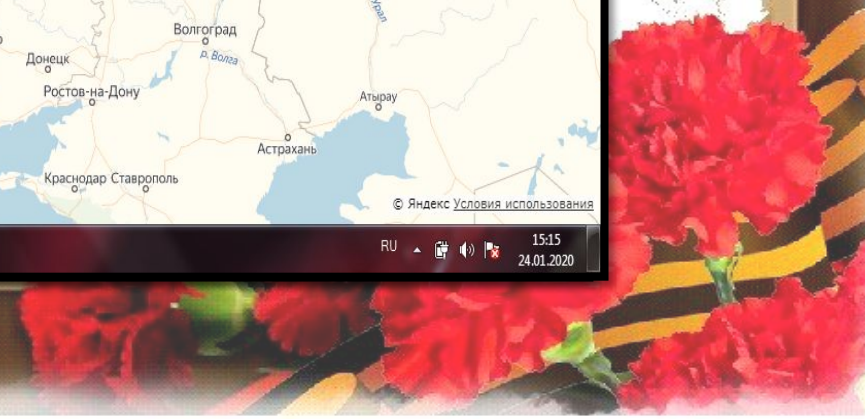 Урал
Волгоград
р. Волга
Донецк
Ростов-на-Дону
Атырау
Астрахань
Краснодар Ставрополь
© Яндекс Условия использования
RU
15:15
24.01.2020